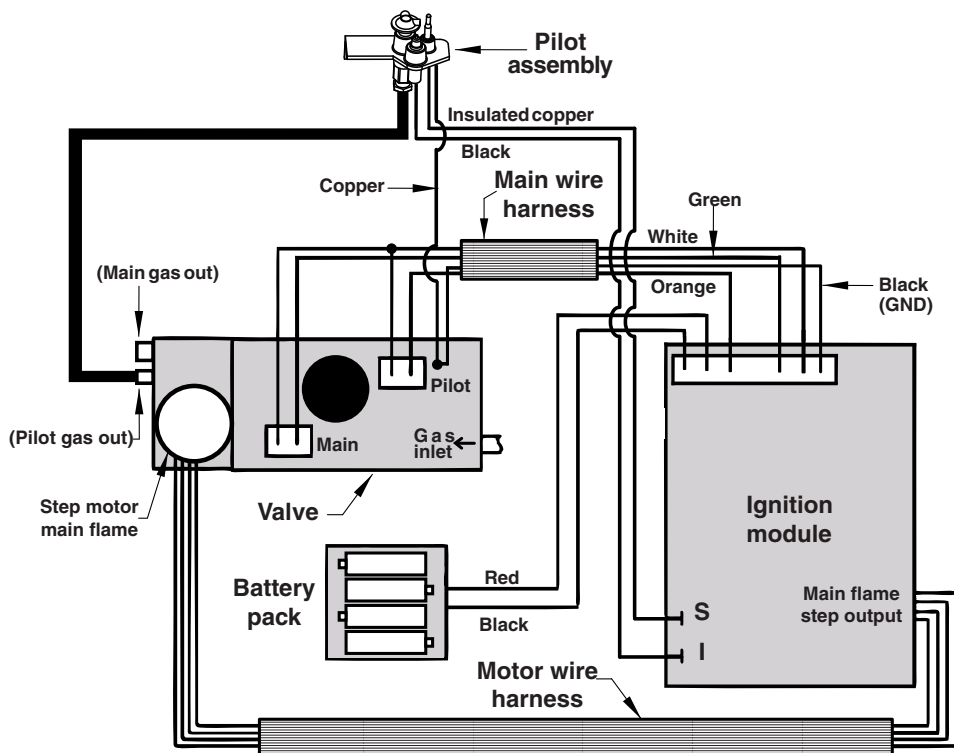 Pilot
assembly
Insulated copper
Black
Copper
Main wire
harness
Green
White
(Main gas out)
Orange
Black
(GND)
Pilot
(Pilot gas out)
Main
Gas
inlet
Step motor
main flame
Valve
Ignition
module
Battery
pack
Red
Black
Main flame
step output
S
I
Motor wire
harness